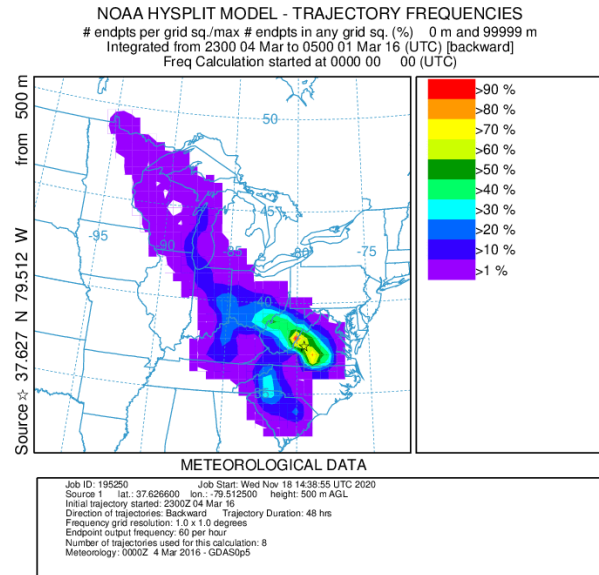 NOAA HYSPLIT MODEL - TRAJECTORY FREQUENCIES
# endpts per grid sq./max # endpts in any grid sq. (%)    0 m and 99999 m
Integrated from 2300 04 Mar to 0500 01 Mar 16 (UTC) [backward]
Freq Calculation started at 0000 00    00 (UTC)
Source ☆ 37.627 N 79.512 W    from 500 m
50
45
40
-95
-90
-85
-80
-75
>90 %
>80 %
>70 %
>60 %
>50 %
>40 %
>30 %
>20 %
>10 %
>1 %
METEOROLOGICAL DATA
Job ID: 195250    Job Start: Wed Nov 18 14:38:55 UTC 2020
Source 1    lat.: 37.626600    lon.: -79.512500    height: 500 m AGL
Initial trajectory started: 2300Z 04 Mar 16
Direction of trajectories: Backward    Trajectory Duration: 48 hrs
Frequency grid resolution: 1.0 x 1.0 degrees
Endpoint output frequency: 60 per hour
Number of trajectories used for this calculation: 8
Meteorology: 0000Z 4 Mar 2016 - GDAS0p5